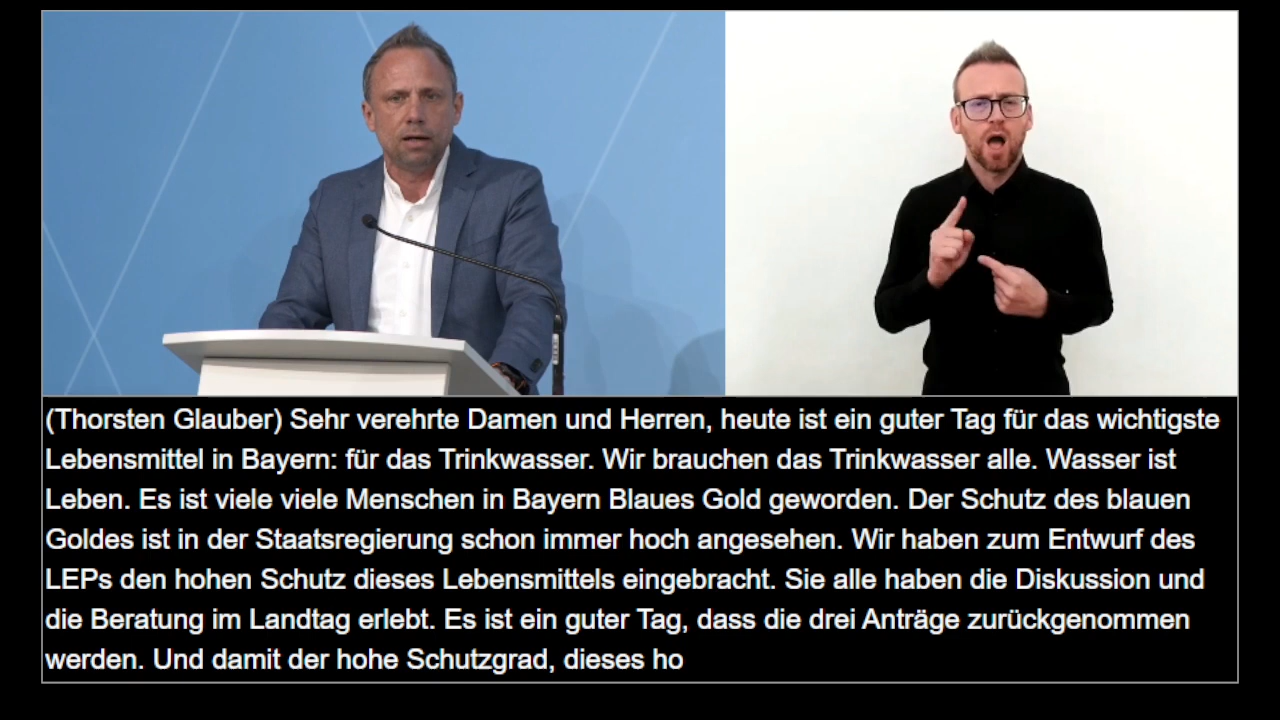 (Thorsten Glauber) Sehr verehrte Damen und Herren, heute ist ein guter Tag für das wichtigste
Lebensmittel in Bayern: für das Trinkwasser. Wir brauchen das Trinkwasser alle. Wasser ist
Leben. Es ist viele viele Menschen in Bayern Blaues Gold geworden. Der Schutz des blauen
Goldes ist in der Staatsregierung schon immer hoch angesehen. Wir haben zum Entwurf des
LEPs den hohen Schutz dieses Lebensmittels eingebracht. Sie alle haben die Diskussion und
die Beratung im Landtag erlebt. Es ist ein guter Tag, dass die drei Anträge zurückgenommen
werden. Und damit der hohe Schutzgrad, dieses ho